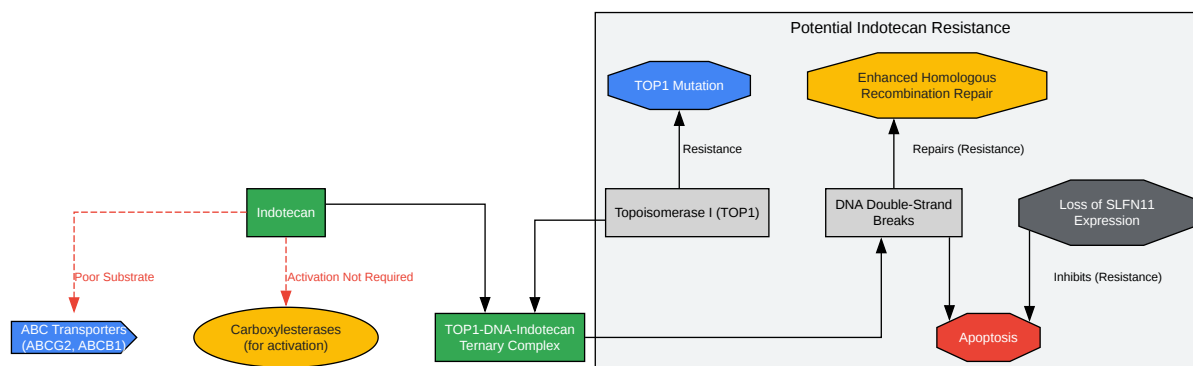 Potential Indotecan Resistance
TOP1 Mutation
Enhanced Homologous
Recombination Repair
Resistance
Repairs (Resistance)
Indotecan
Topoisomerase I (TOP1)
DNA Double-Strand
Breaks
Loss of SLFN11
Expression
Poor Substrate
Activation Not Required
Inhibits (Resistance)
ABC Transporters
(ABCG2, ABCB1)
Carboxylesterases
(for activation)
TOP1-DNA-Indotecan
Ternary Complex
Apoptosis